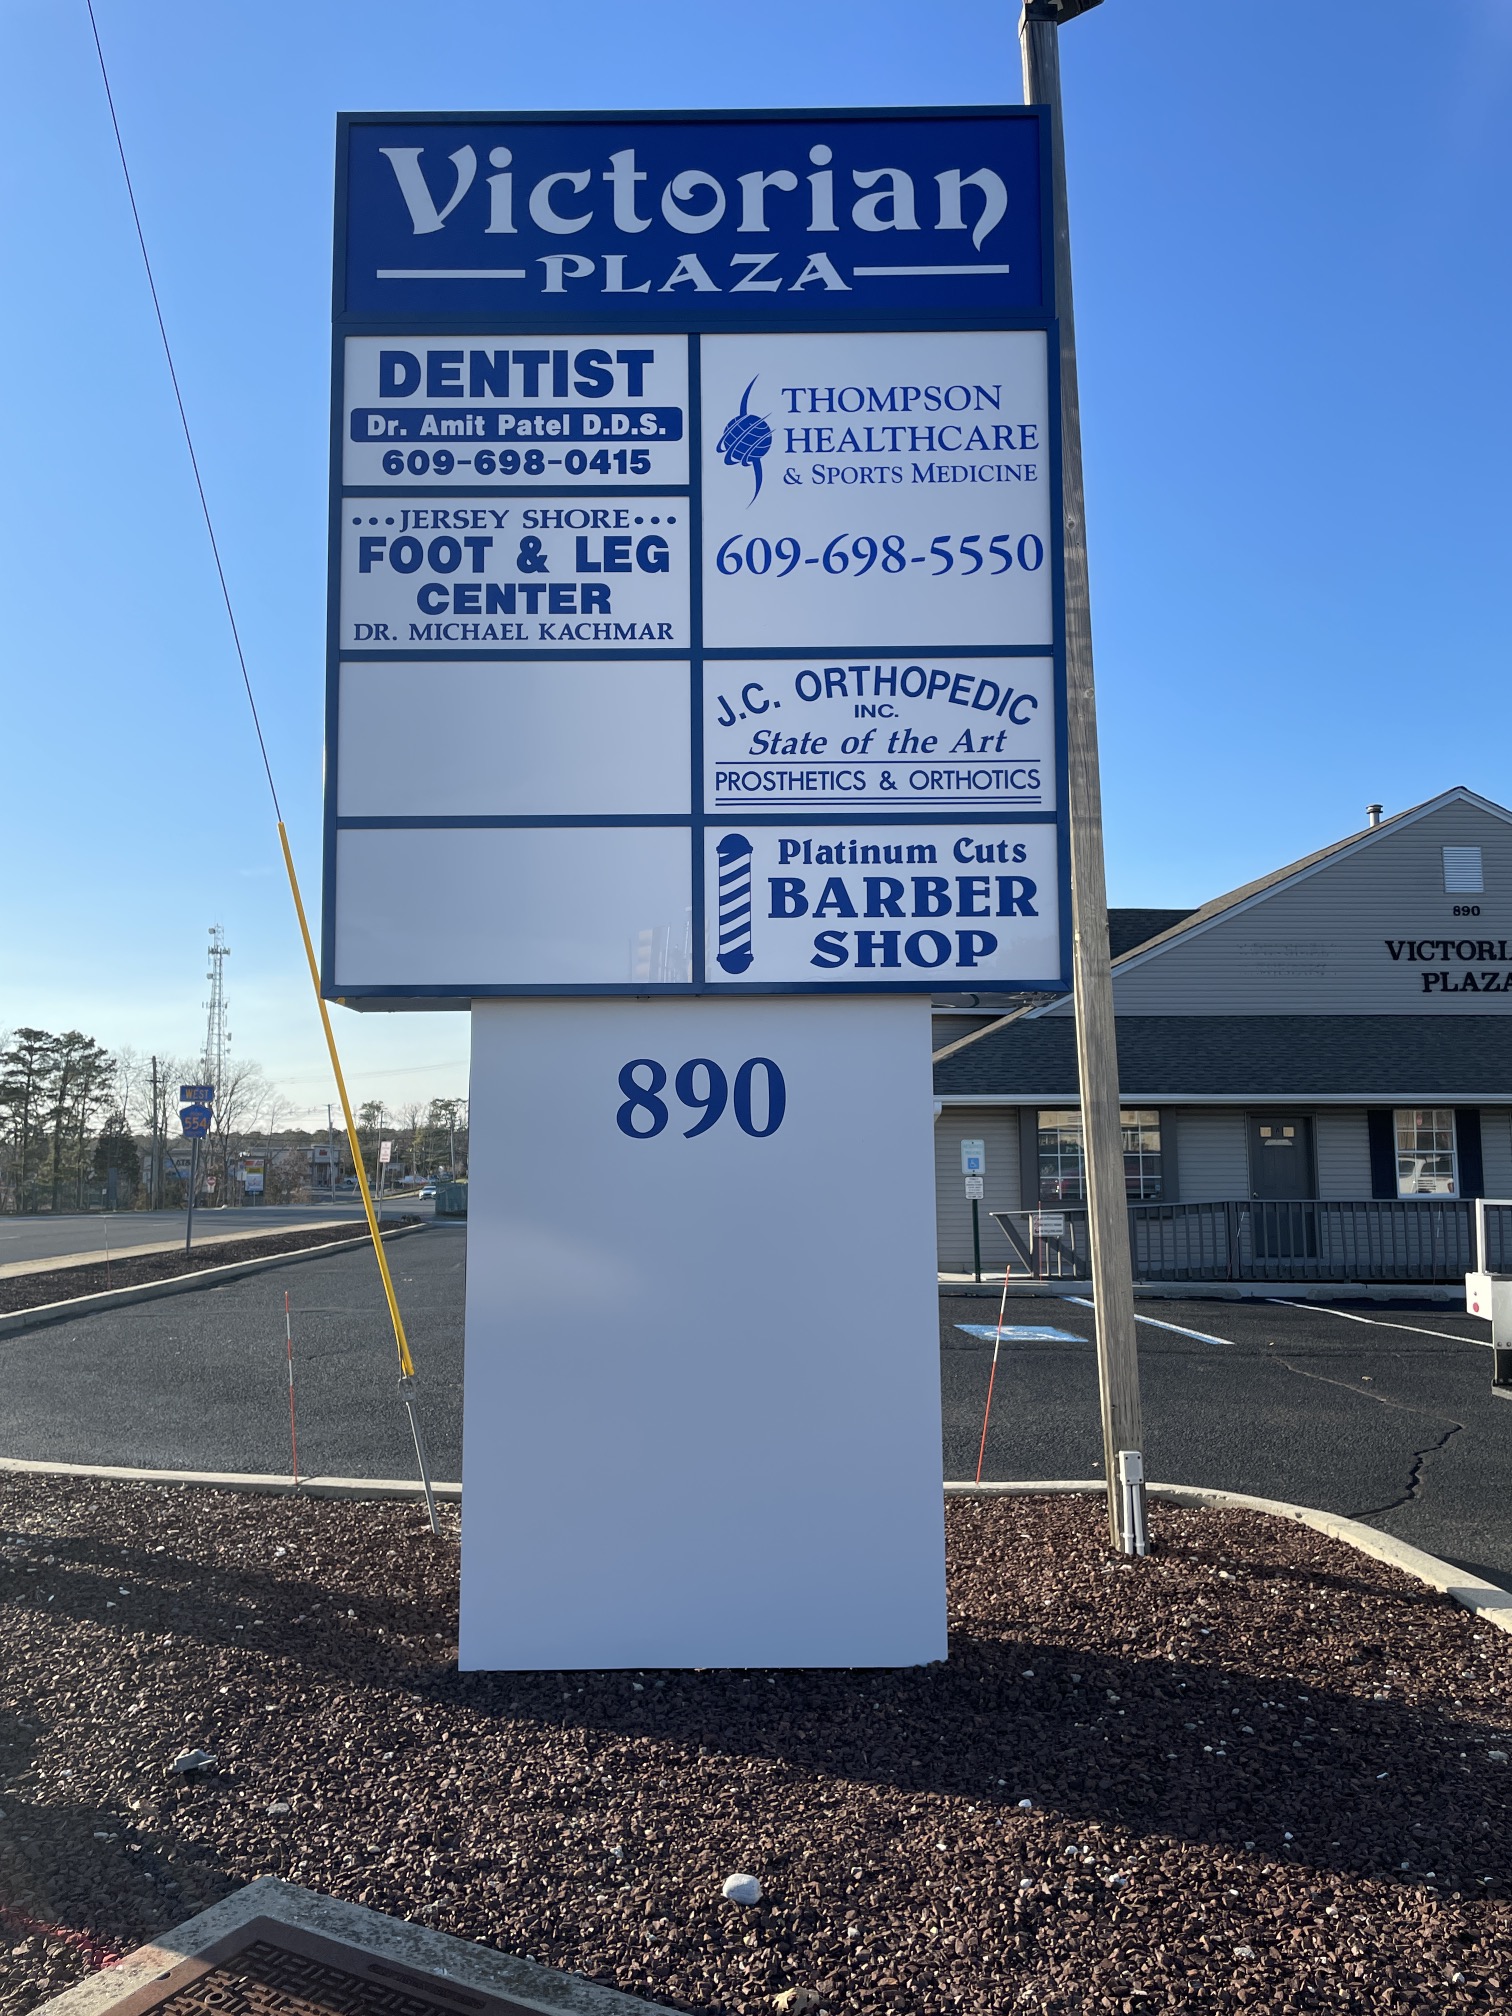 Victorian
PLAZA
DENTIST
Dr. Amit Patel D.D.S.
609-698-0415
JERSEY SHORE
FOOT & LEG
CENTER
DR. MICHAEL KACHMAR
THOMPSON
HEALTHCARE
& SPORTS MEDICINE
609-698-5550
J.C. ORTHOPEDIC
INC.
State of the Art
PROSTHETICS & ORTHOTICS
Platinum Cuts
BARBER
SHOP
890
WEST
554
890
VICTORI
PLAZA